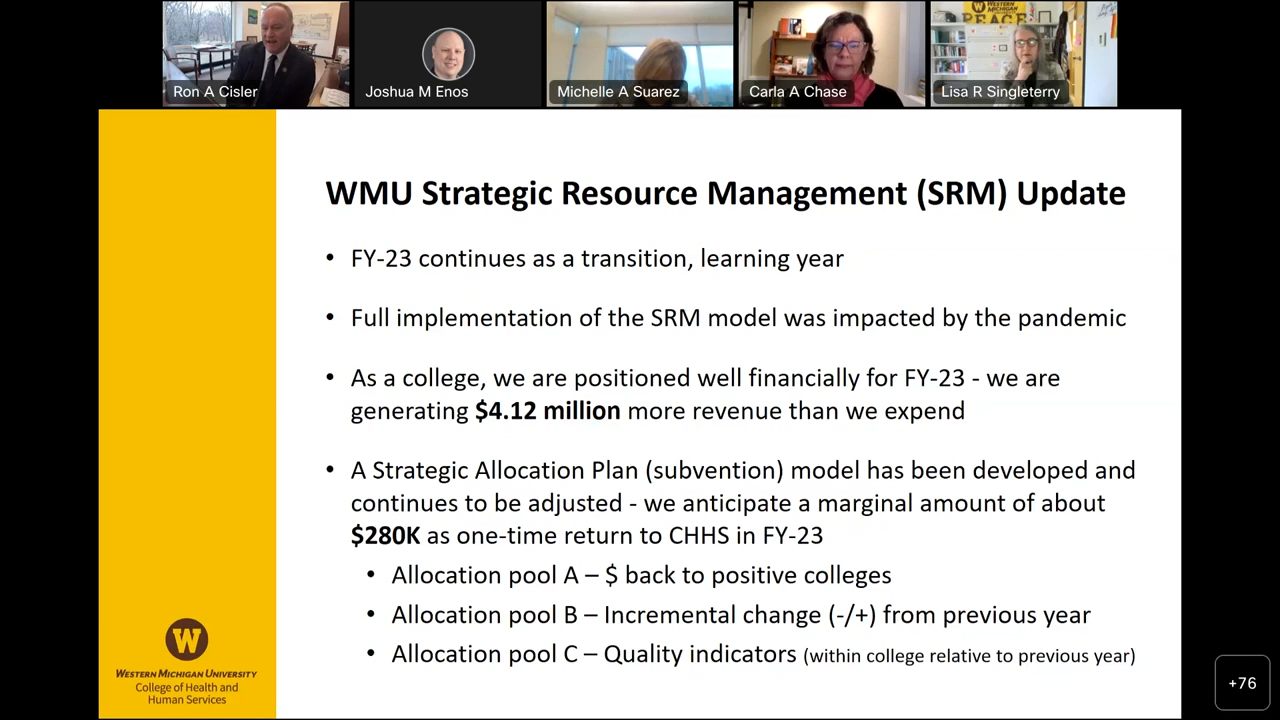 WESTERN MICHIGAN
PEACE
Ron A Cisler
Joshua M Enos
Michelle A Suarez
Carla A Chase
Lisa R Singleterry
WMU Strategic Resource Management (SRM) Update
• FY-23 continues as a transition, learning year
• Full implementation of the SRM model was impacted by the pandemic
• As a college, we are positioned well financially for FY-23 - we are
generating $4.12 million more revenue than we expend
• A Strategic Allocation Plan (subvention) model has been developed and
continues to be adjusted - we anticipate a marginal amount of about
$280K as one-time return to CHHS in FY-23
• Allocation pool A – $ back to positive colleges
• Allocation pool B – Incremental change (-/+) from previous year
• Allocation pool C – Quality indicators (within college relative to previous year)
W
WESTERN MICHIGAN UNIVERSITY
College of Health and
Human Services
+76